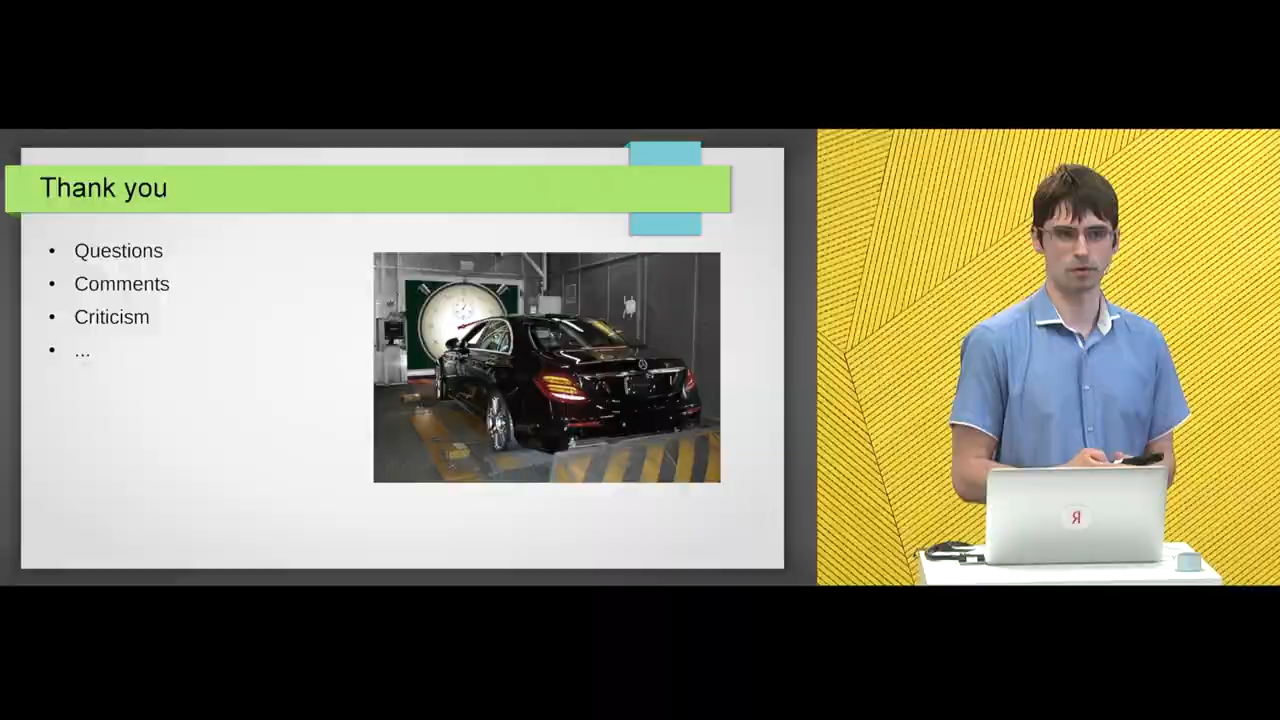 Thank you
Questions
Comments
Criticism
...
Я